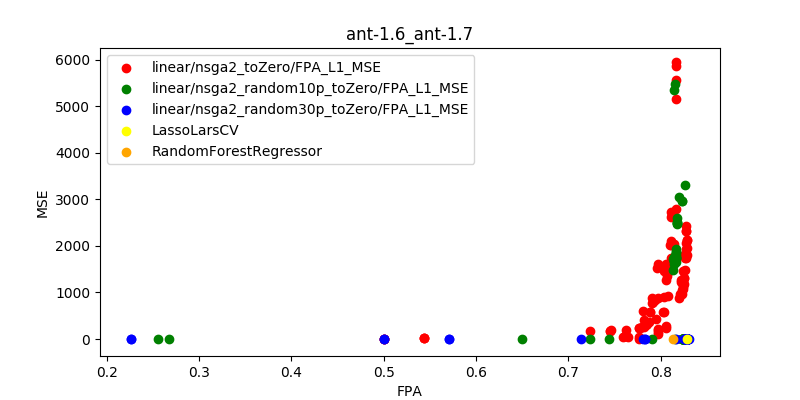 ant-1.6_ant-1.7
linear/nsga2_toZero/FPA_L1_MSE
linear/nsga2_random10p_toZero/FPA_L1_MSE
linear/nsga2_random30p_toZero/FPA_L1_MSE
LassoLarsCV
RandomForestRegressor
6000
5000
4000
3000
2000
1000
0
MSE
0.2 0.3 0.4 0.5 0.6 0.7 0.8
FPA